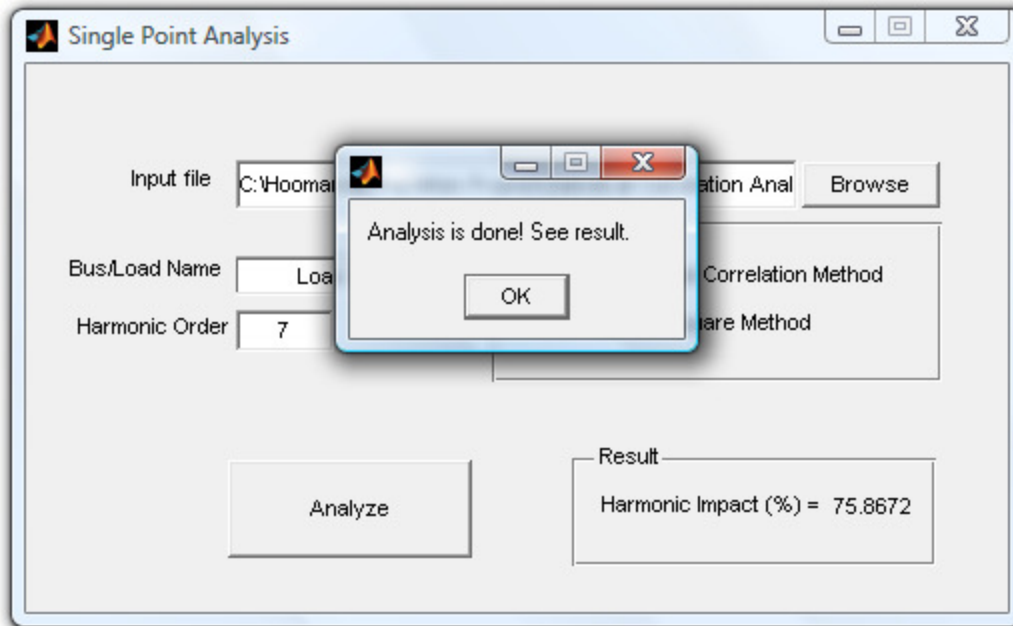 Single Point Analysis
Input file
C:\Hooma
ation Anal
Browse
Analysis is done! See result.
OK
Bus/Load Name
Loa
Correlation Method
Harmonic Order
7
are Method
Analyze
Result
Harmonic Impact (%) = 75.8672